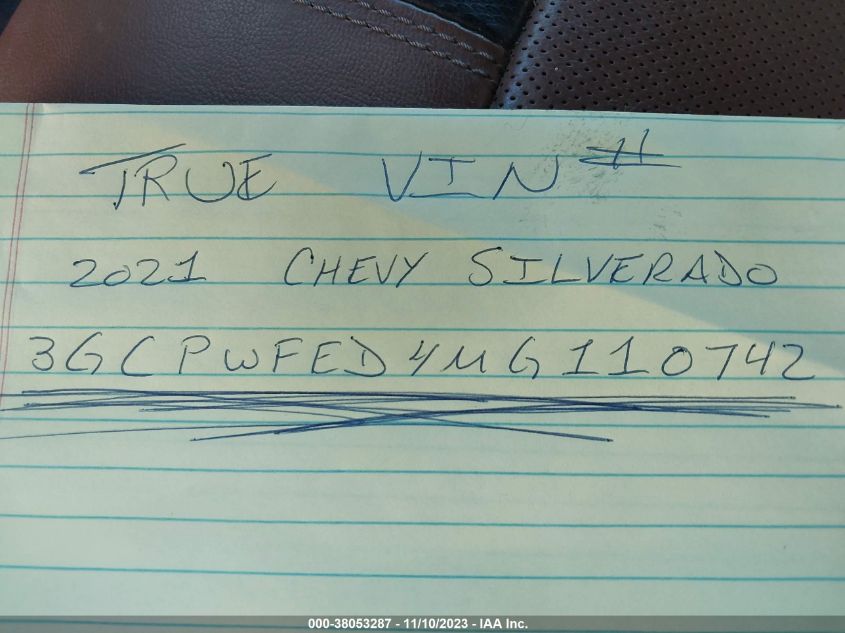 TRUE VIN #
2021 CHEVY SILVERADO
3GCPWFED4MG110742
000-38053287 - 11/10/2023 - IAA Inc.